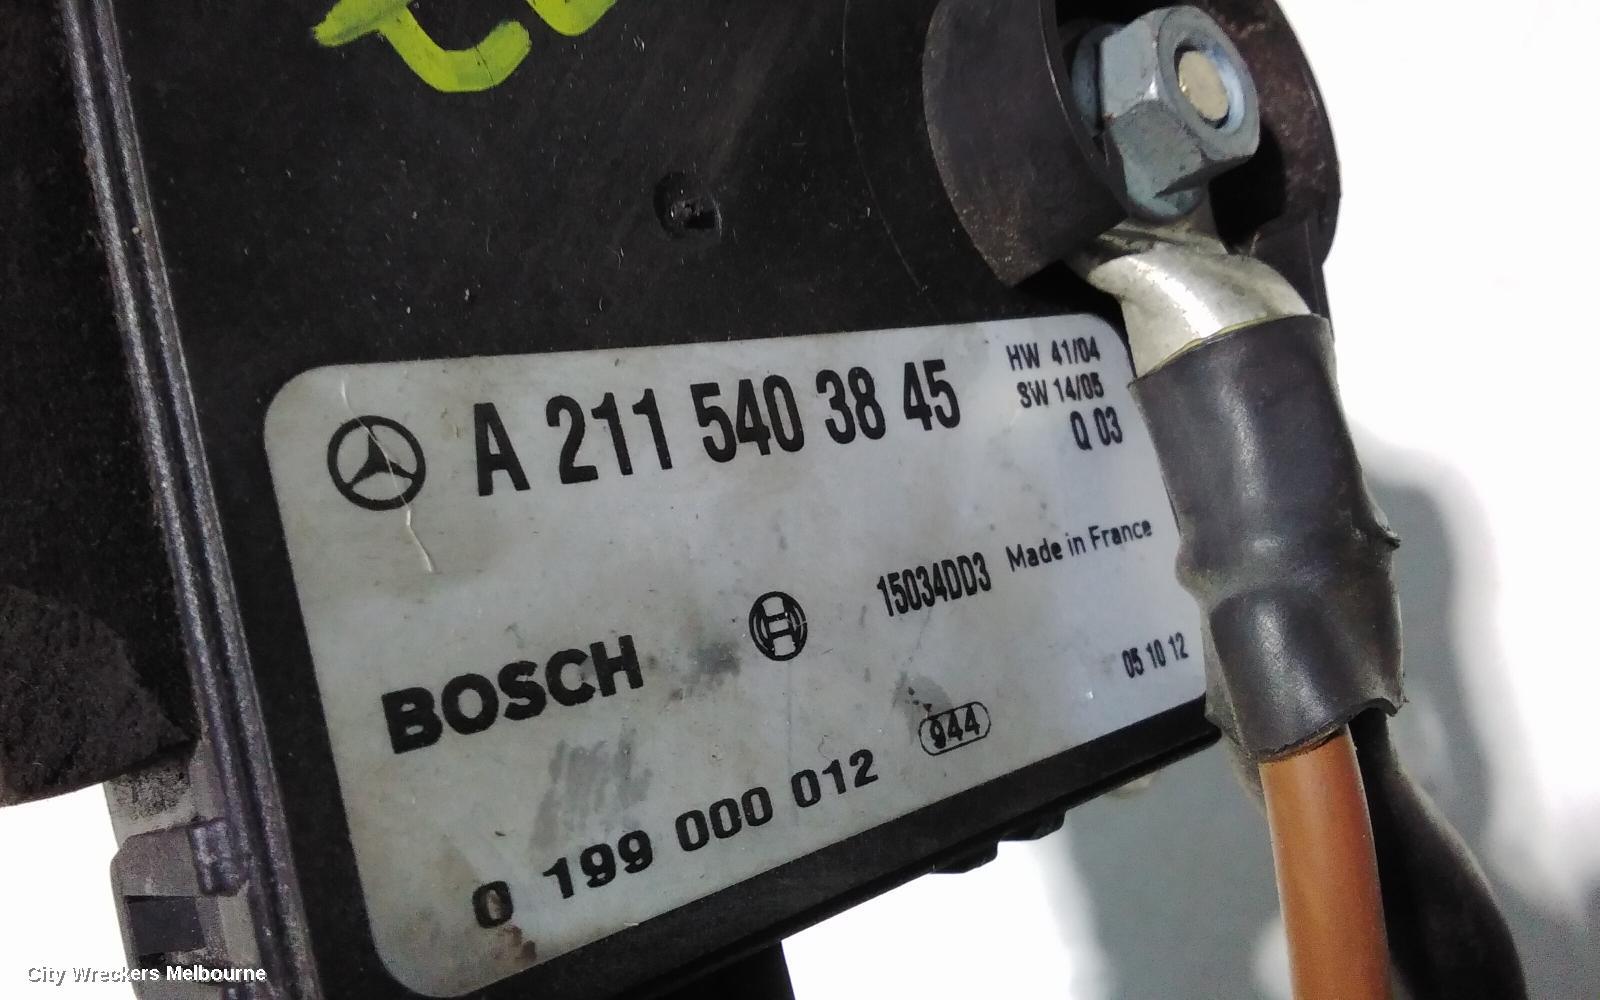 A 211 540 38 45
HW 41/04
SW 14/05
Q 03
15034DD3 Made in France
BOSCH
05 10 12
944
0 199 000 012
City Wreckers Melbourne